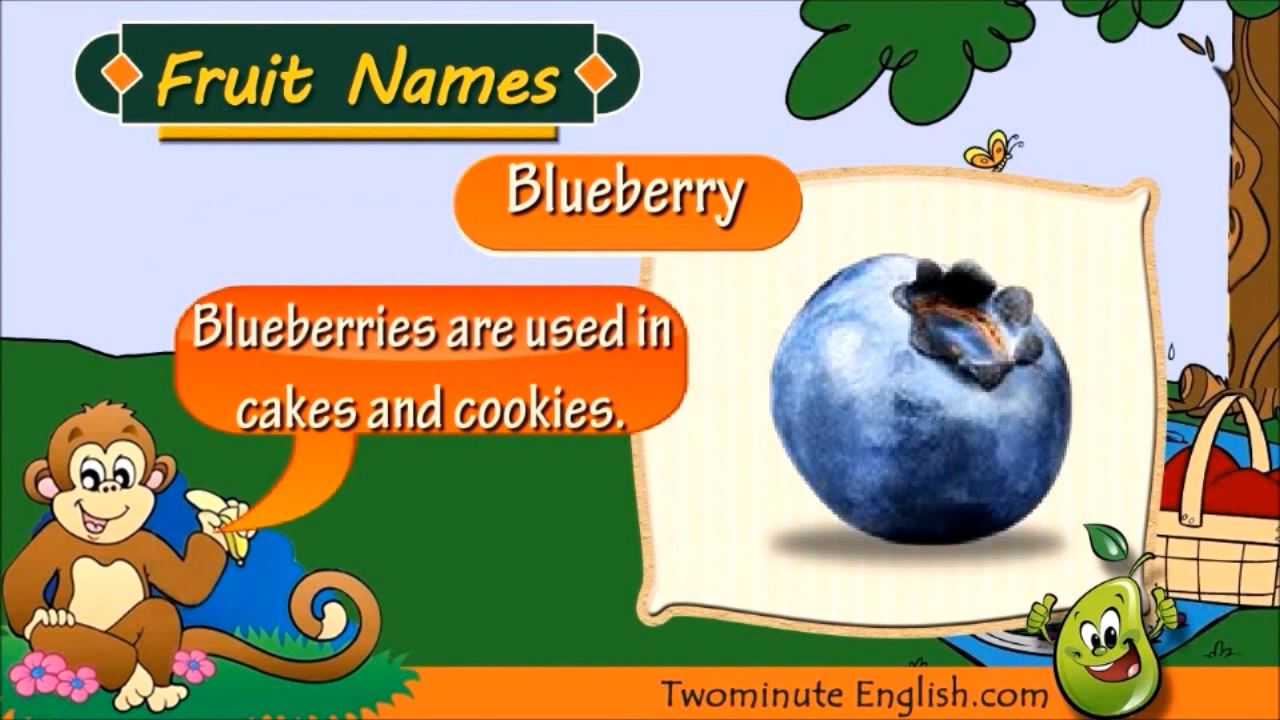 Fruit Names
Blueberry
Blueberries are used in
cakes and cookies.
Twominute English.com